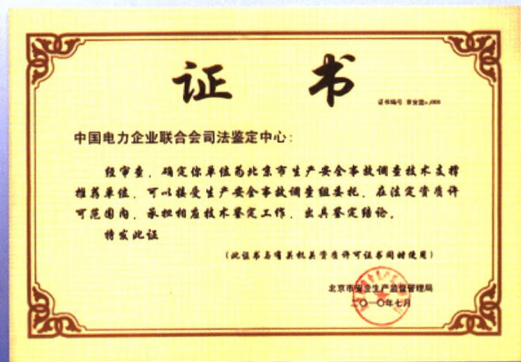 证 书
证书编号
中国电力企业联合会司法鉴定中心：
经审查，确定你单位为北京市生产安全事故调查技术支撑
推荐单位，可以接受生产安全事故调查组委托，在法定资质许
可范围内，承担相应技术鉴定工作，出具鉴定结论。
特发此证
（此证书与有关机关资质许可证书同时使用）
北京市安全生产监督管理局
二〇一〇年七月